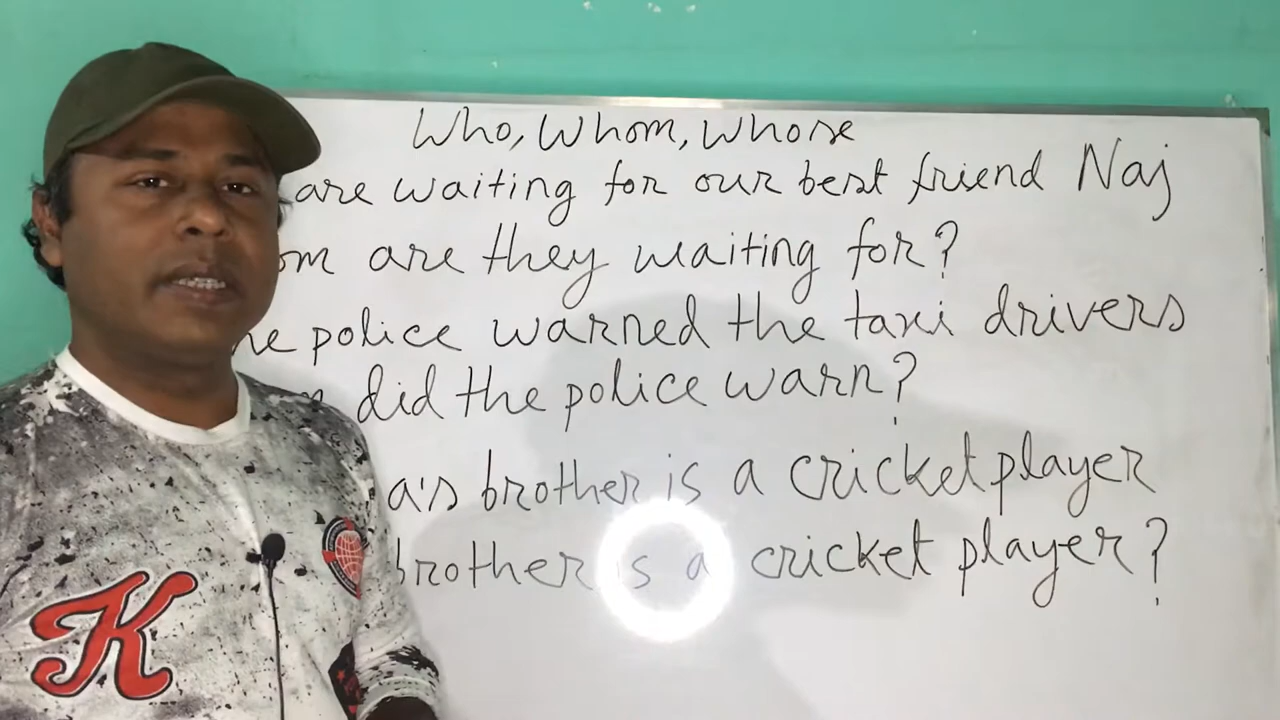 Who, Whom, Whose
are waiting for our best friend Naj
om are they waiting for?
he police warned the taxi drivers
did the police warn?
a's brother is a cricket player
brother is a cricket player?
K